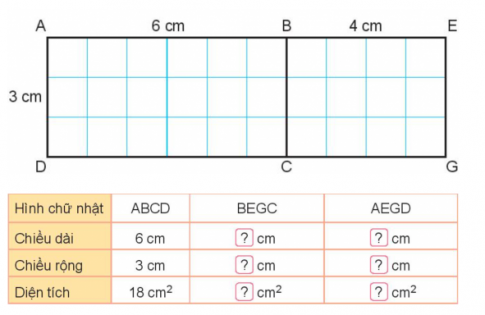 A 6 cm B 4 cm E
3 cm
D C G
Hình chữ nhật ABCD BEGC AEGD
Chiều dài 6 cm ? cm ? cm
Chiều rộng 3 cm ? cm ? cm
Diện tích 18 cm² ? cm² ? cm²